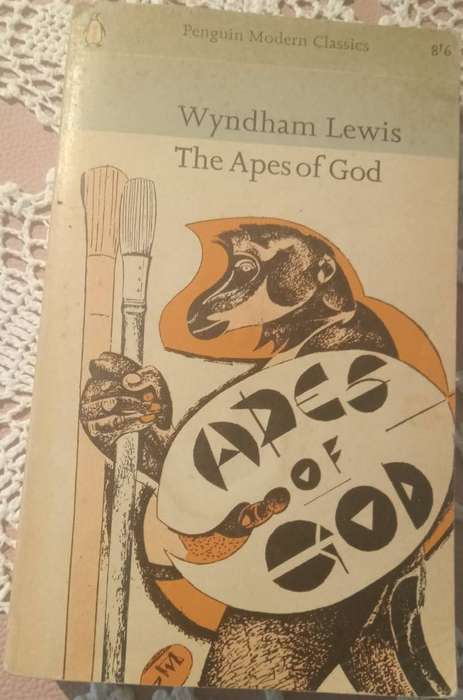 Penguin Modern Classics
8'6
Wyndham Lewis
The Apes of God
APES
OF
GOD